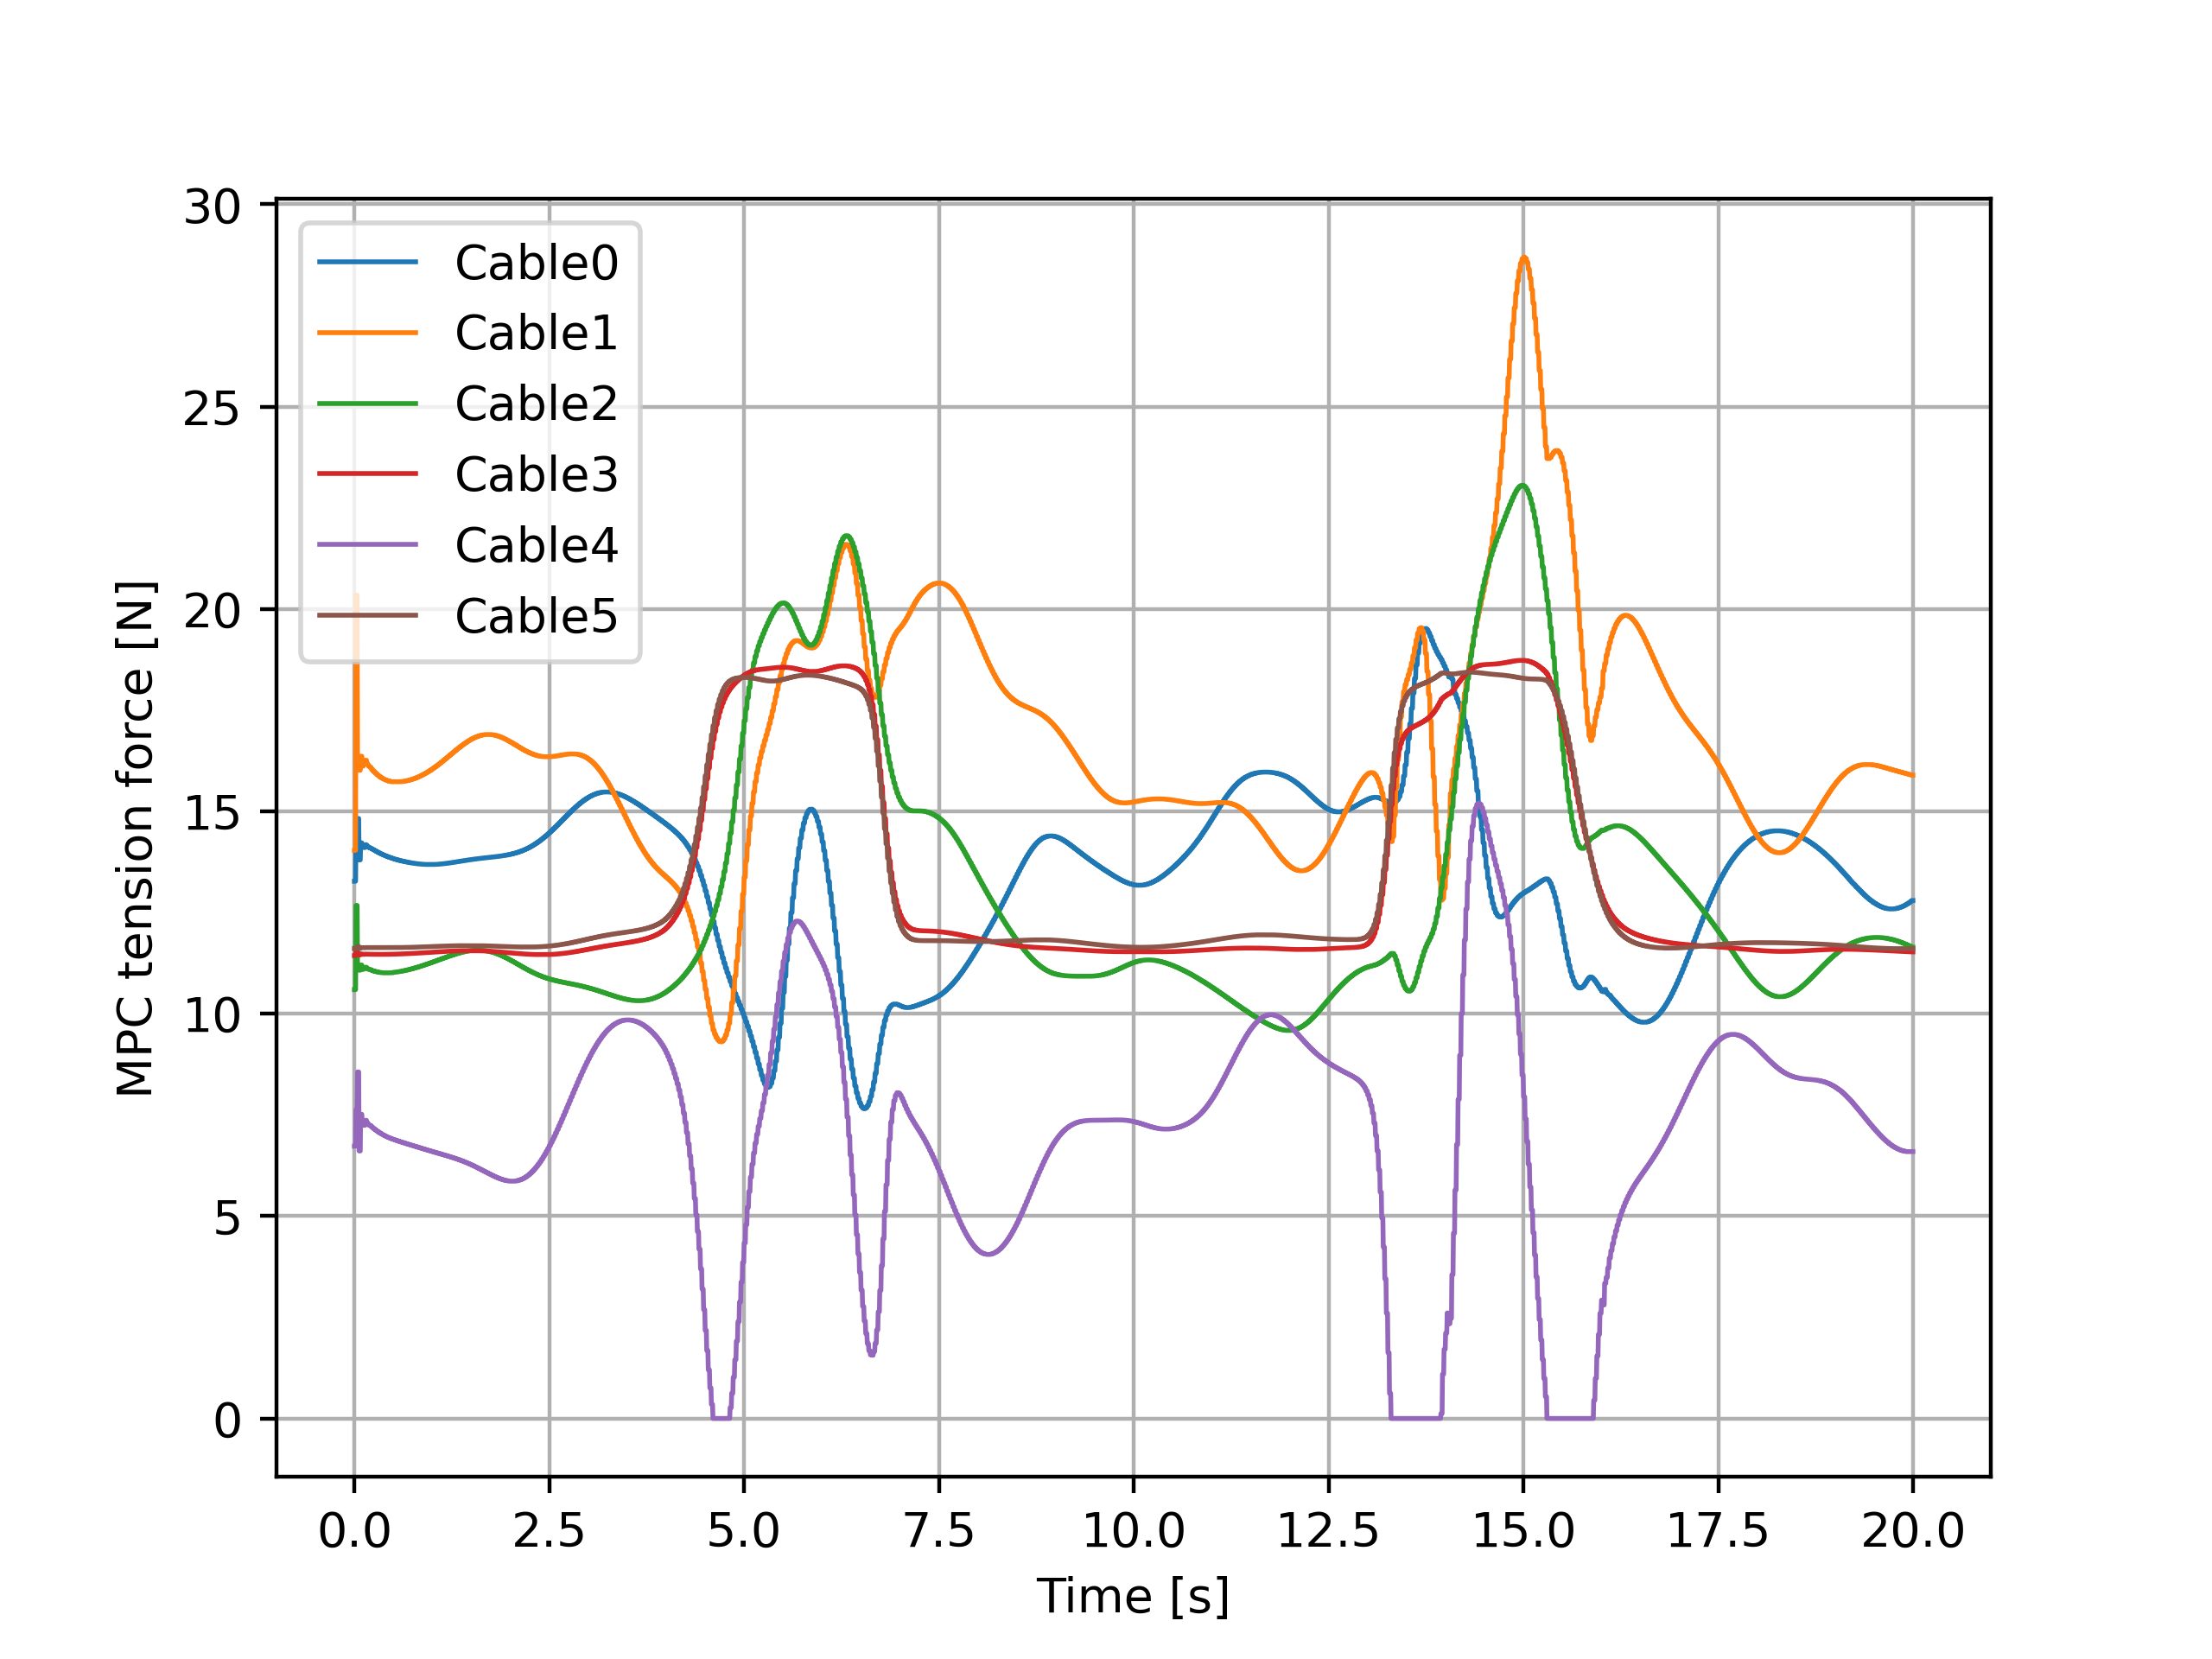 30
25
20
15
10
5
0
MPC tension force [N]
Cable0
Cable1
Cable2
Cable3
Cable4
Cable5
0.0 2.5 5.0 7.5 10.0 12.5 15.0 17.5 20.0
Time [s]